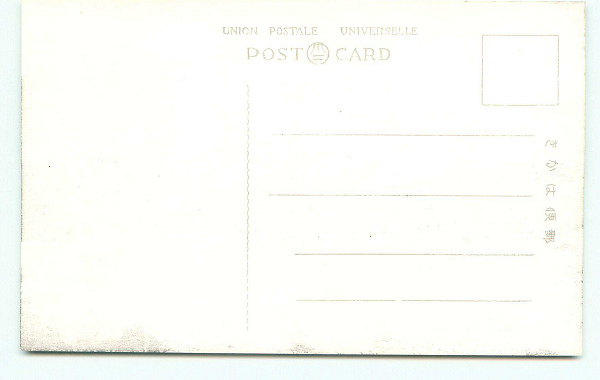 UNION POSTALE UNIVERSELLE
POST CARD
きかは便郵